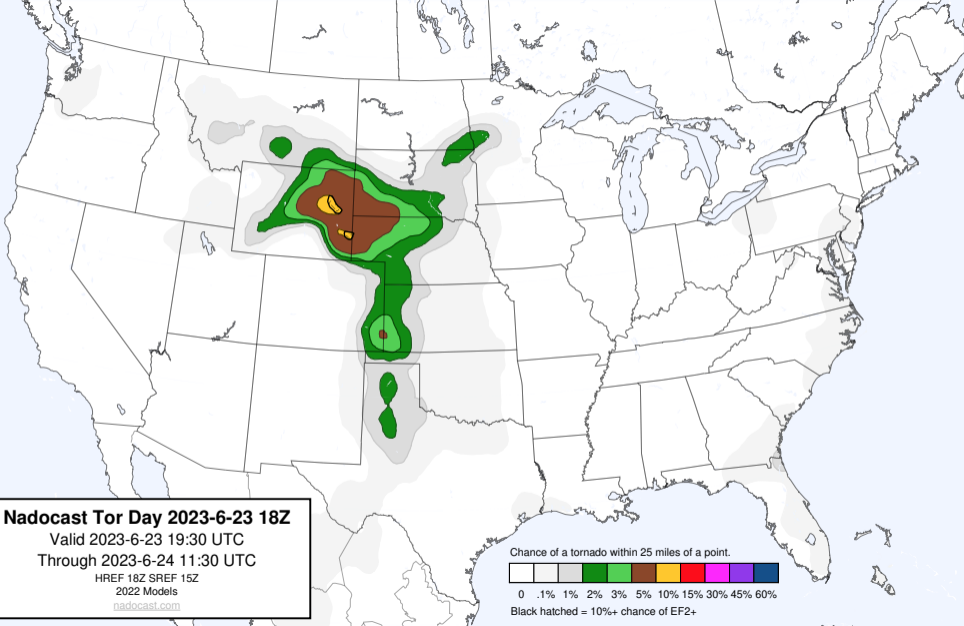 Nadocast Tor Day 2023-6-23 18Z
Valid 2023-6-23 19:30 UTC
Through 2023-6-24 11:30 UTC
HREF 18Z SREF 15Z
2022 Models
nadocast.com
Chance of a tornado within 25 miles of a point.
0 .1% 1% 2% 3% 5% 10% 15% 30% 45% 60%
Black hatched = 10%+ chance of EF2+